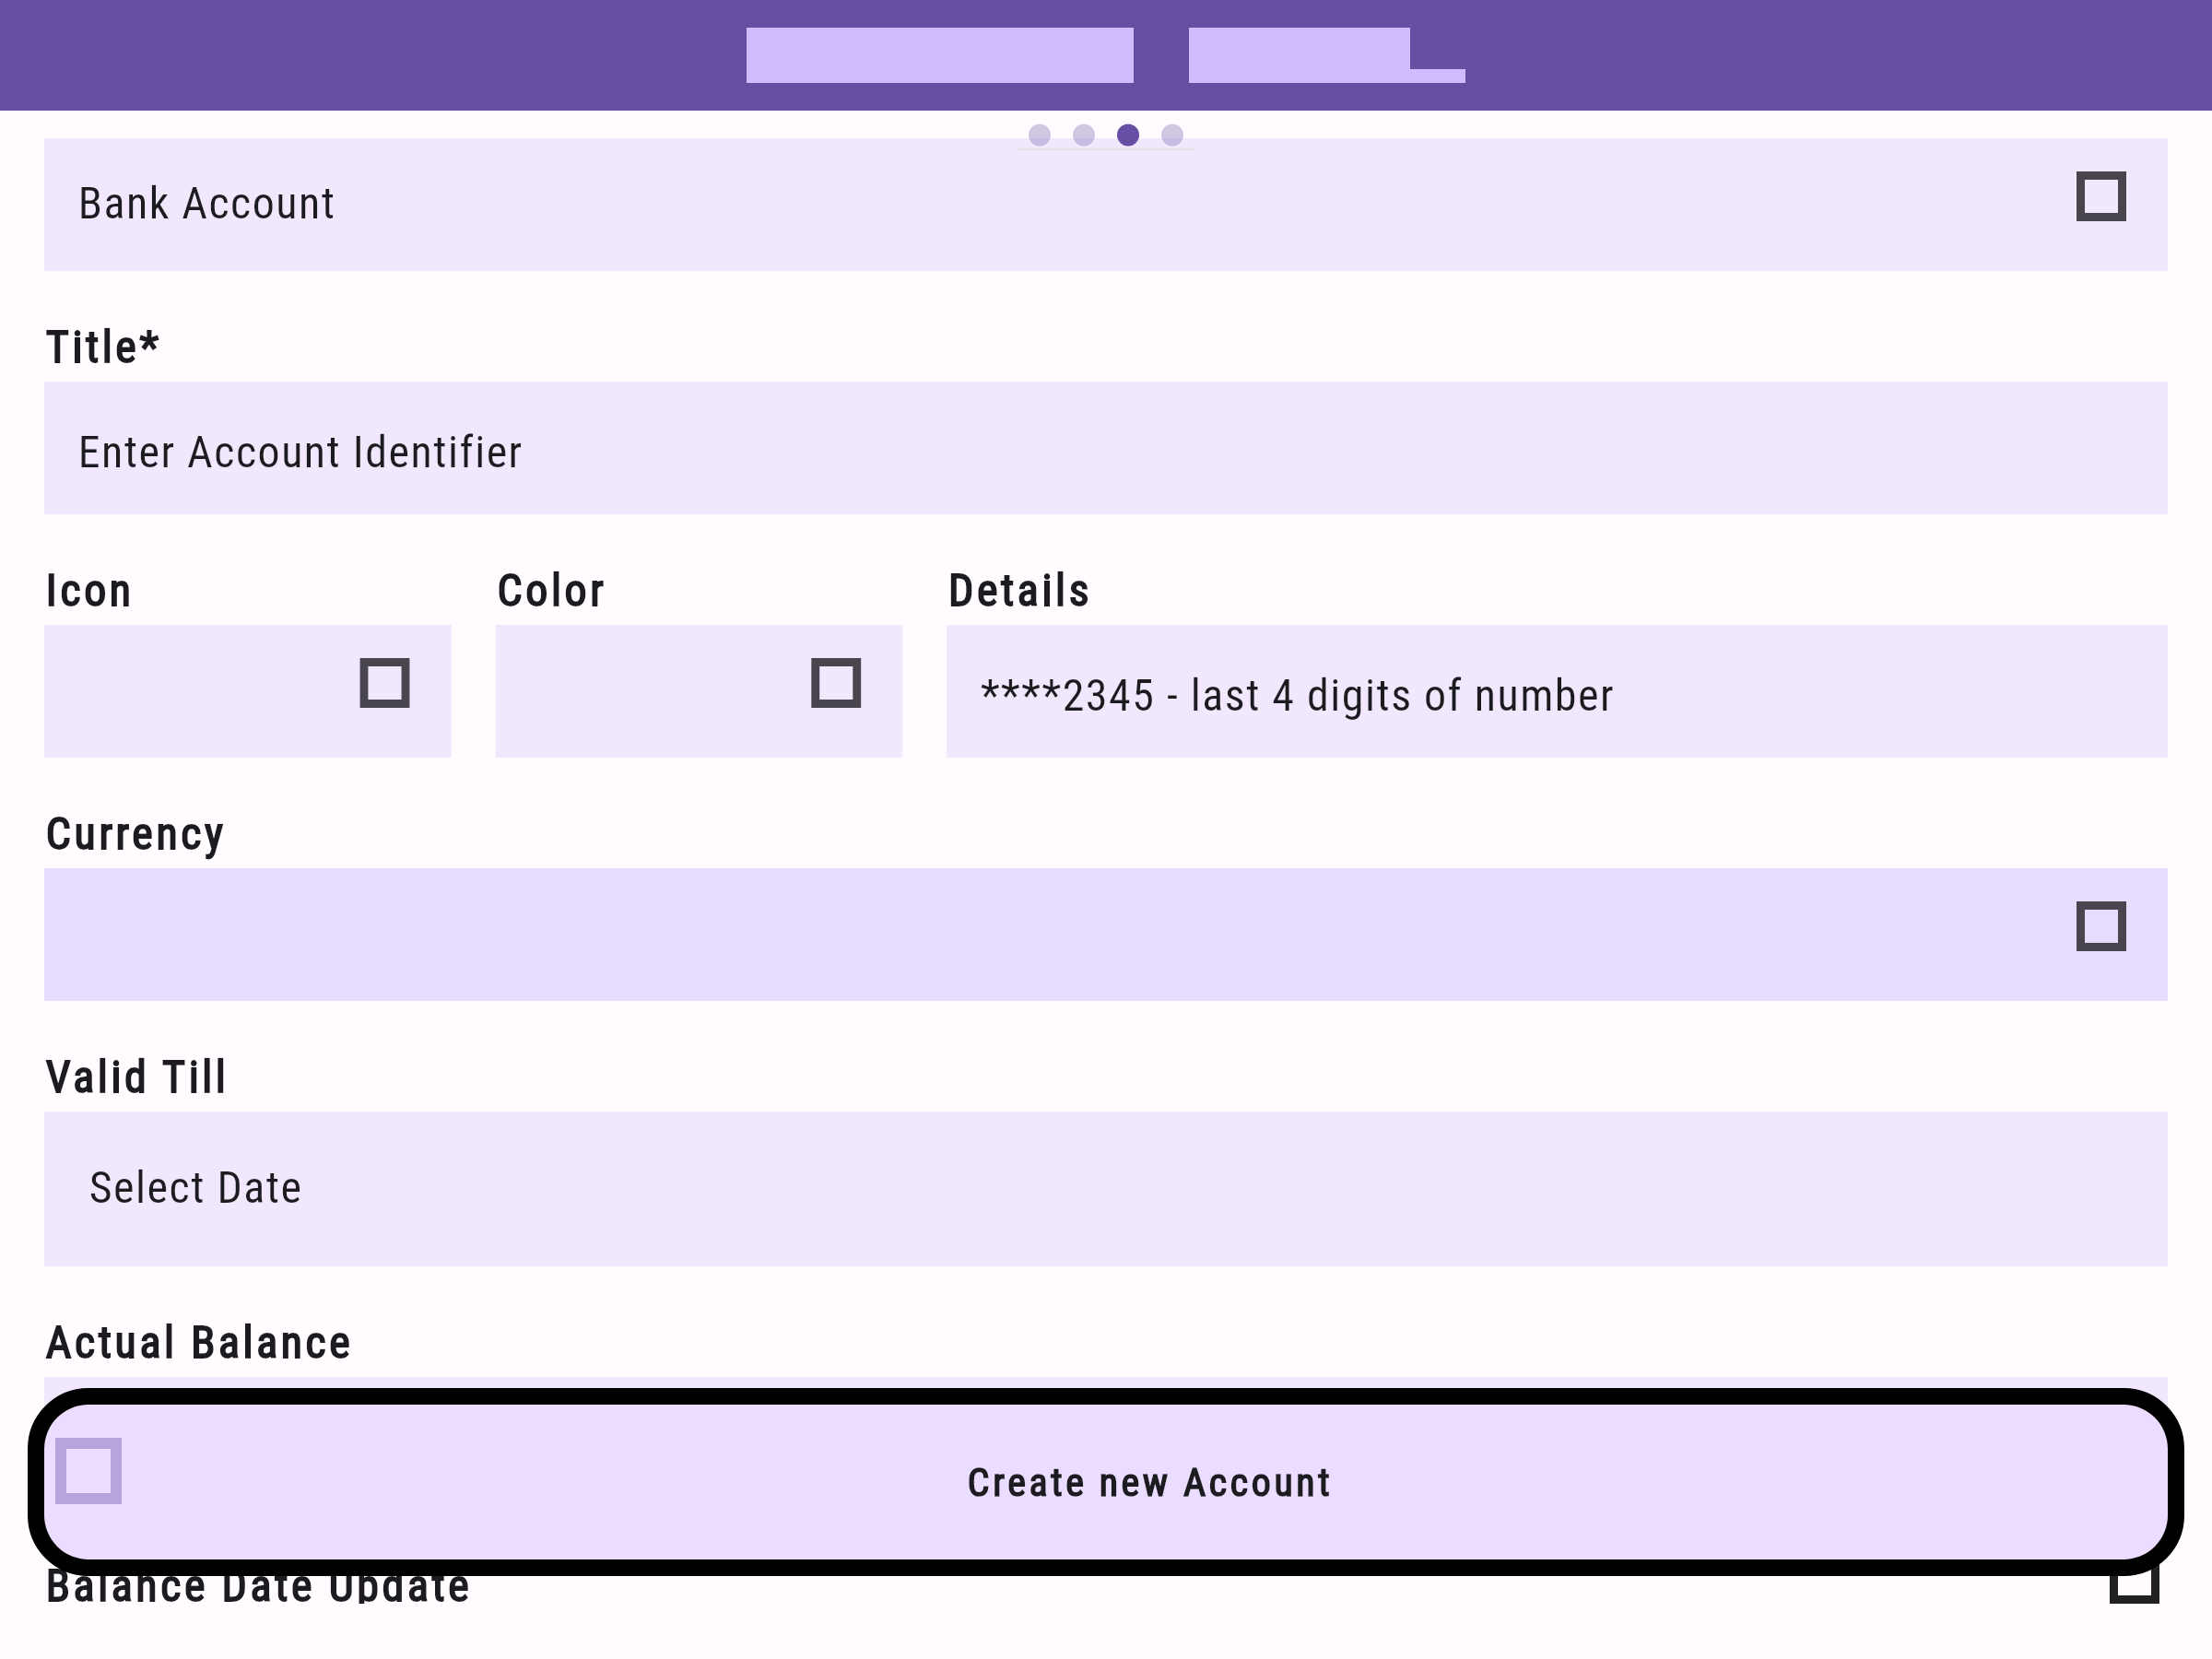 Bank Account
Title*
Enter Account Identifier
Icon
Color
Details
****2345 - last 4 digits of number
Currency
Valid Till
Select Date
Actual Balance
Create new Account
Balance Date Update